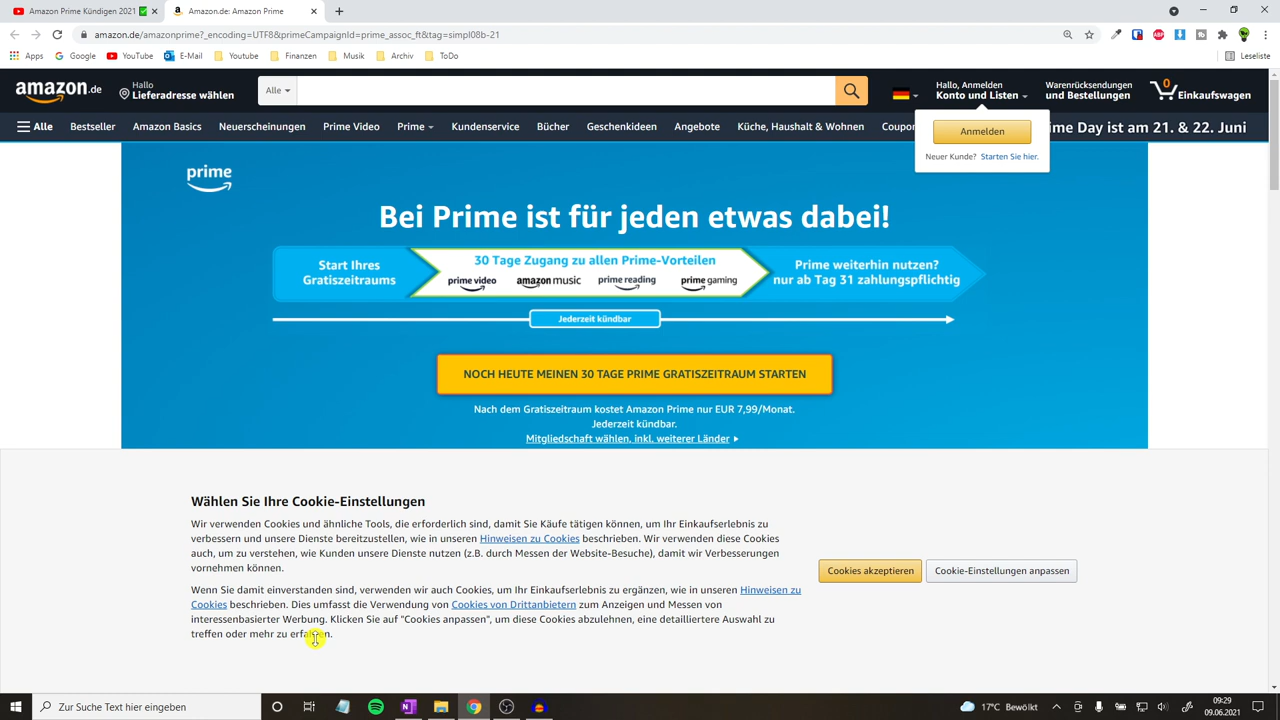 Amazon Prime Kündigen 2021
Amazon.de: Amazon Prime
amazon.de/amazonprime?_encoding=UTF8&primeCampaignId=prime_assoc_ft&tag=simpl08b-21
Apps
Google
YouTube
E-Mail
Youtube
Finanzen
Musik
Archiv
ToDo
Leseliste
amazon.de
Hallo
Lieferadresse wählen
Alle
Hallo, Anmelden
Konto und Listen
Warenrücksendungen
und Bestellungen
0
Einkaufswagen
Alle
Bestseller
Amazon Basics
Neuerscheinungen
Prime Video
Prime
Kundenservice
Bücher
Geschenkideen
Angebote
Küche, Haushalt & Wohnen
Coupon
ime Day ist am 21. & 22. Juni
Anmelden
Neuer Kunde? Starten Sie hier.
prime
Bei Prime ist für jeden etwas dabei!
Start Ihres
Gratiszeitraums
30 Tage Zugang zu allen Prime-Vorteilen
prime video
amazon music
prime reading
prime gaming
Prime weiterhin nutzen?
nur ab Tag 31 zahlungspflichtig
Jederzeit kündbar
NOCH HEUTE MEINEN 30 TAGE PRIME GRATISZEITRAUM STARTEN
Nach dem Gratiszeitraum kostet Amazon Prime nur EUR 7,99/Monat.
Jederzeit kündbar.
Mitgliedschaft wählen, inkl. weiterer Länder
Wählen Sie Ihre Cookie-Einstellungen
Wir verwenden Cookies und ähnliche Tools, die erforderlich sind, damit Sie Käufe tätigen können, um Ihr Einkaufserlebnis zu
verbessern und unsere Dienste bereitzustellen, wie in unseren Hinweisen zu Cookies beschrieben. Wir verwenden diese Cookies
auch, um zu verstehen, wie Kunden unsere Dienste nutzen (z.B. durch Messen der Website-Besuche), damit wir Verbesserungen
vornehmen können.
Wenn Sie damit einverstanden sind, verwenden wir auch Cookies, um Ihr Einkaufserlebnis zu ergänzen, wie in unseren Hinweisen zu
Cookies beschrieben. Dies umfasst die Verwendung von Cookies von Drittanbietern zum Anzeigen und Messen von
interessenbasierter Werbung. Klicken Sie auf "Cookies anpassen", um diese Cookies abzulehnen, eine detailliertere Auswahl zu
treffen oder mehr zu erfahren.
Cookies akzeptieren
Cookie-Einstellungen anpassen
Zur Suche Text hier eingeben
17°C Bewölkt
09:29
09.06.2021